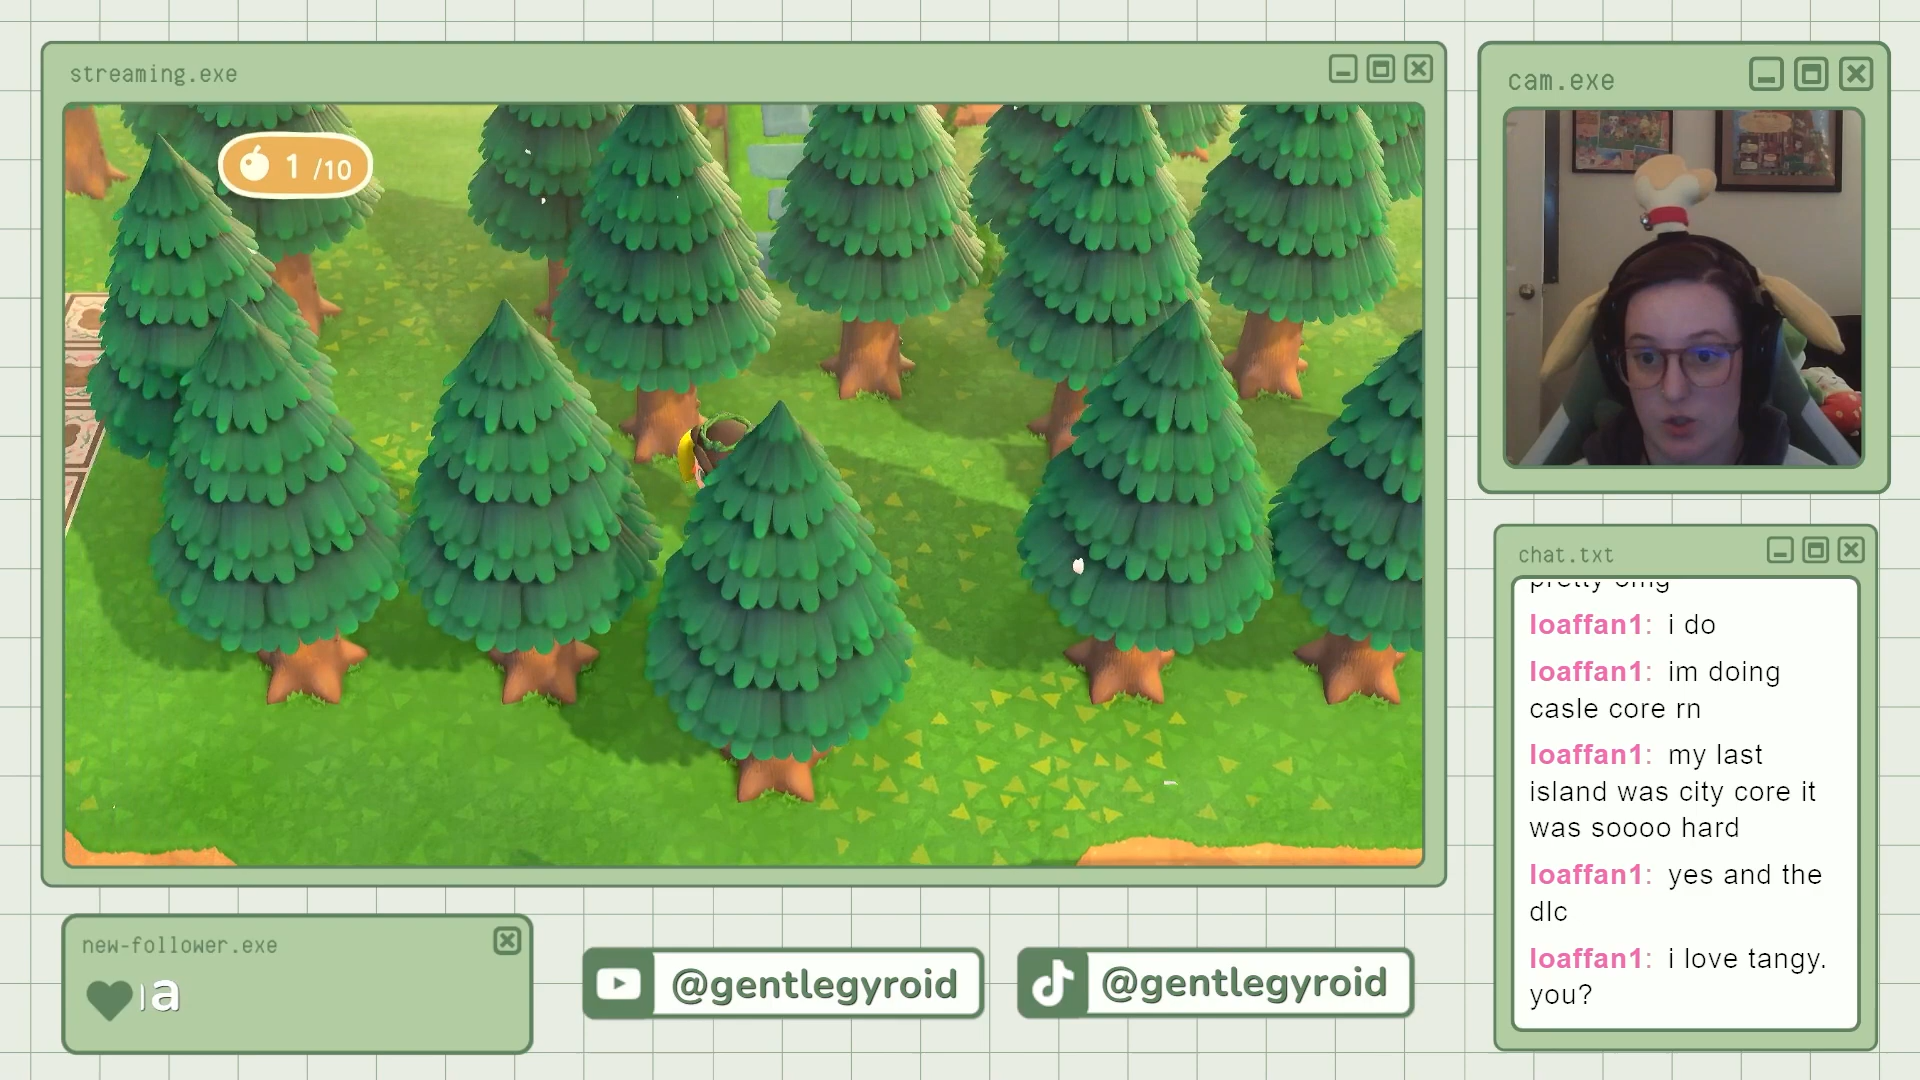 streaming.exe
1 /10
cam.exe
chat.txt
loaffan1: i do
loaffan1: im doing
casle core rn
loaffan1: my last
island was city core it
was soooo hard
loaffan1: yes and the
dlc
loaffan1: i love tangy.
you?
new-follower.exe
@gentlegyroid
@gentlegyroid